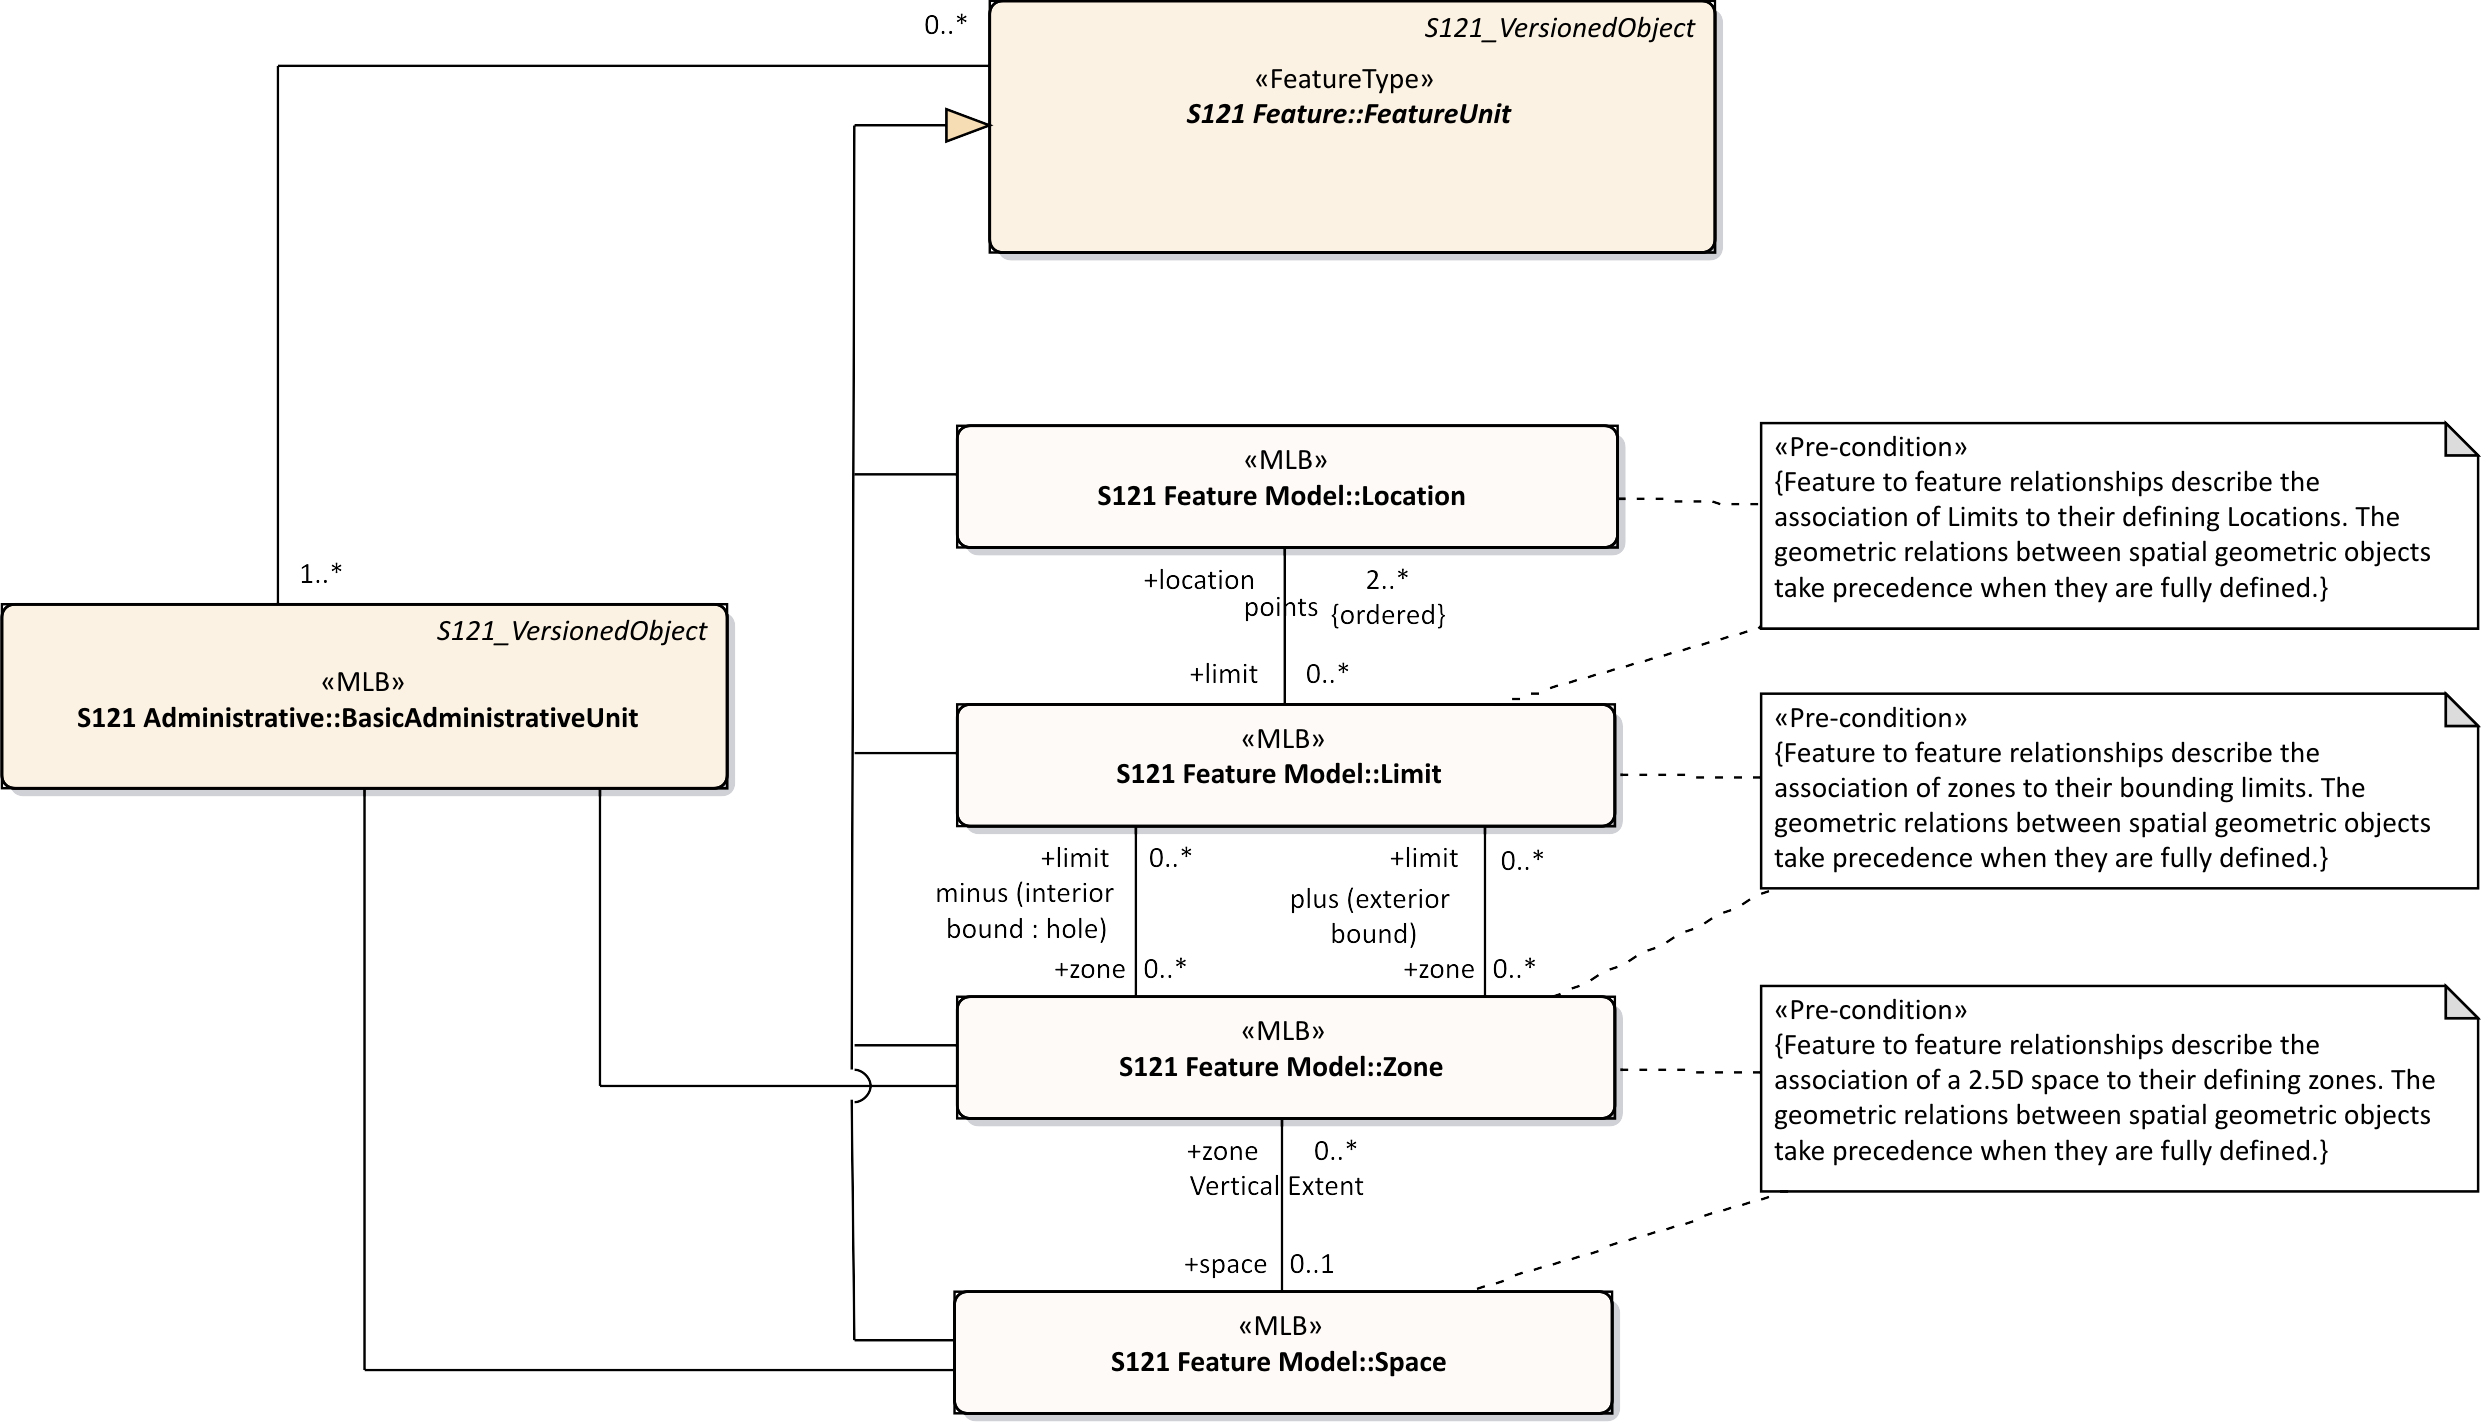 0..*
S121_VersionedObject
«FeatureType»
S121 Feature::FeatureUnit
«MLB»
S121 Feature Model::Location
«Pre-condition»
{Feature to feature relationships describe the
association of Limits to their defining Locations. The
geometric relations between spatial geometric objects
take precedence when they are fully defined.}
1..*
S121_VersionedObject
«MLB»
S121 Administrative::BasicAdministrativeUnit
+location 2..*
points {ordered}
+limit 0..*
«MLB»
S121 Feature Model::Limit
«Pre-condition»
{Feature to feature relationships describe the
association of zones to their bounding limits. The
geometric relations between spatial geometric objects
take precedence when they are fully defined.}
+limit 0..*
minus (interior
bound : hole)
+zone 0..*
+limit 0..*
plus (exterior
bound)
+zone 0..*
«MLB»
S121 Feature Model::Zone
«Pre-condition»
{Feature to feature relationships describe the
association of a 2.5D space to their defining zones. The
geometric relations between spatial geometric objects
take precedence when they are fully defined.}
+zone 0..*
Vertical Extent
+space 0..1
«MLB»
S121 Feature Model::Space